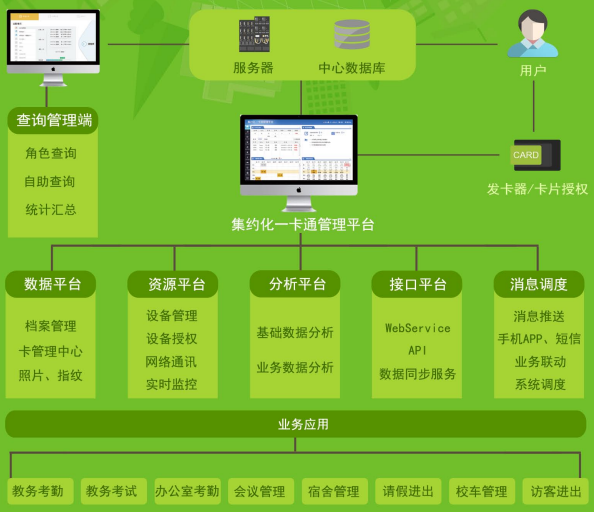 服务器
中心数据库
用户
查询管理端
角色查询
自助查询
统计汇总
CARD
发卡器/卡片授权
集约化一卡通管理平台
数据平台
档案管理
卡管理中心
照片、指纹
资源平台
设备管理
设备授权
网络通讯
实时监控
分析平台
基础数据分析
业务数据分析
接口平台
WebService
API
数据同步服务
消息调度
消息推送
手机APP、短信
业务联动
系统调度
业务应用
教务考勤
教务考试
办公室考勤
会议管理
宿舍管理
请假进出
校车管理
访客进出